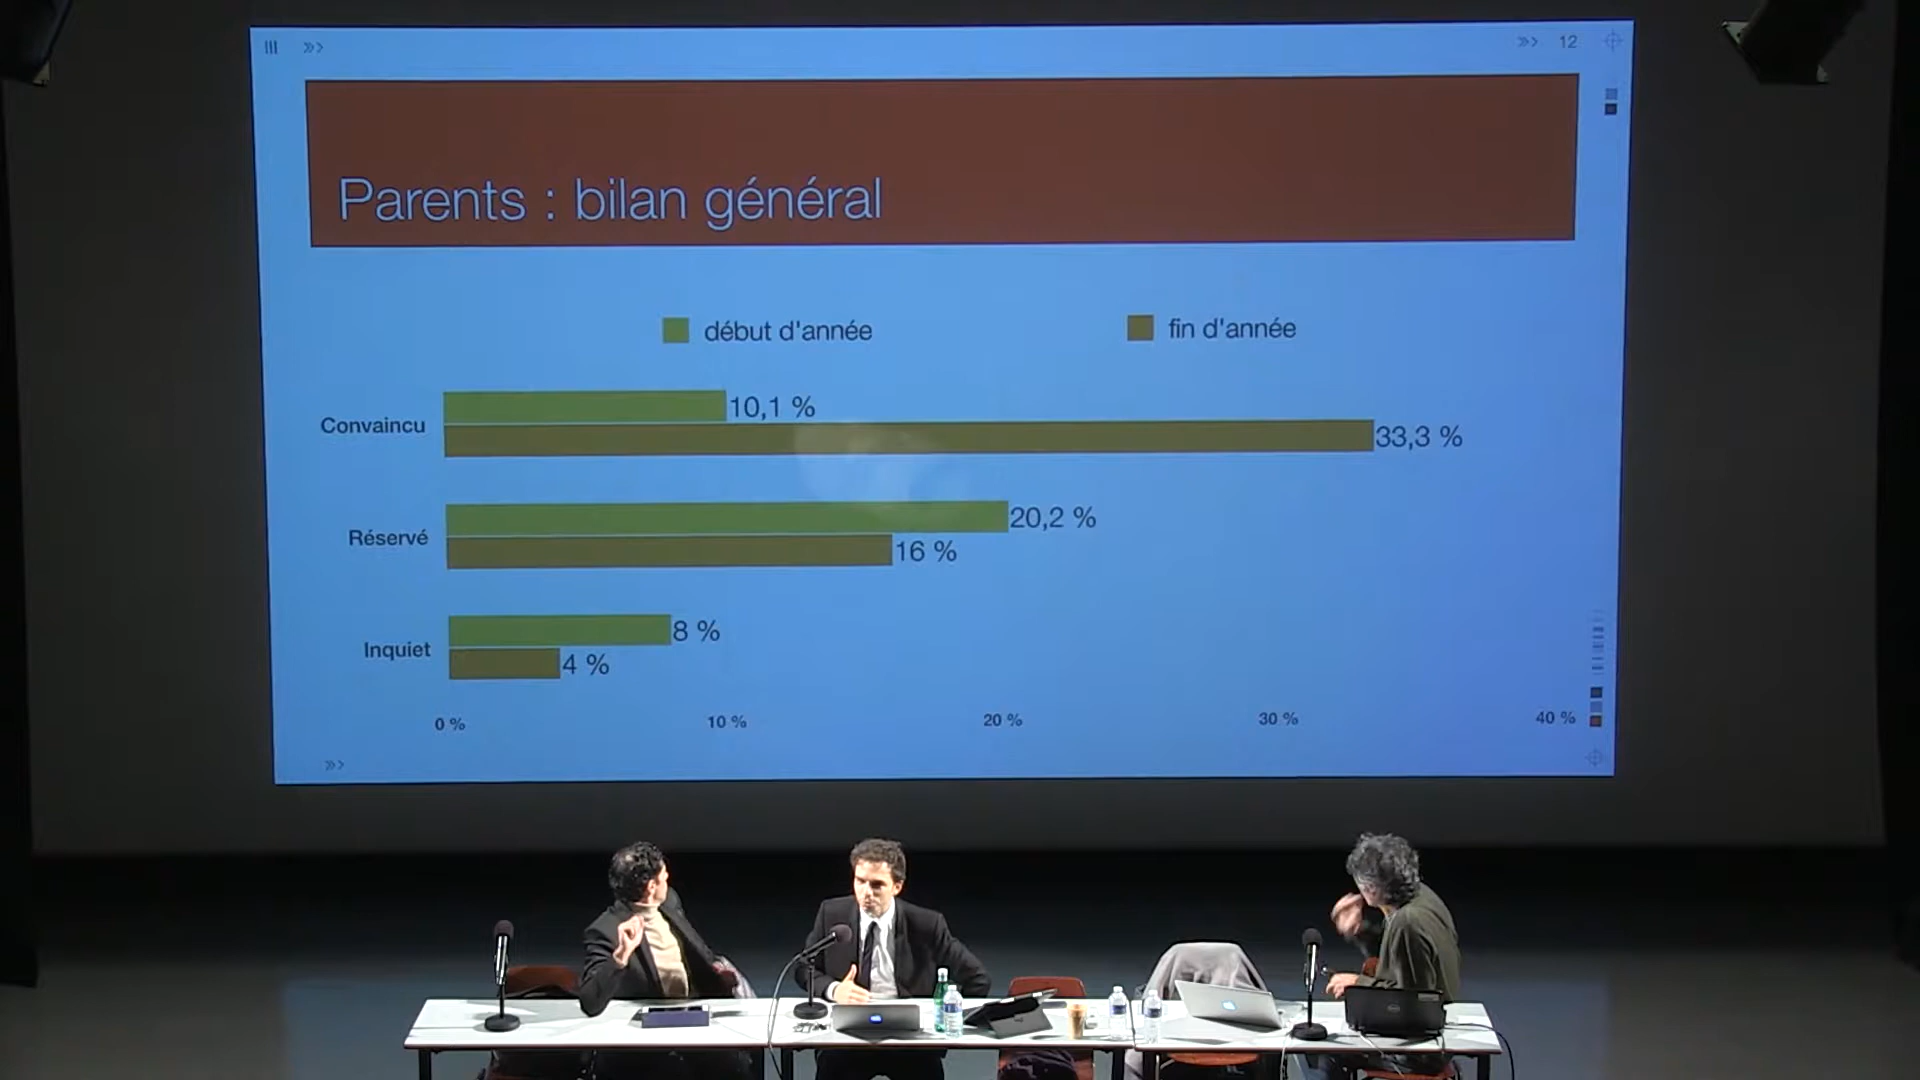 12
Parents : bilan général
début d'année
fin d'année
Convaincu
10,1 %
33,3 %
Réservé
20,2 %
16 %
Inquiet
8 %
4 %
0 %
10 %
20 %
30 %
40 %